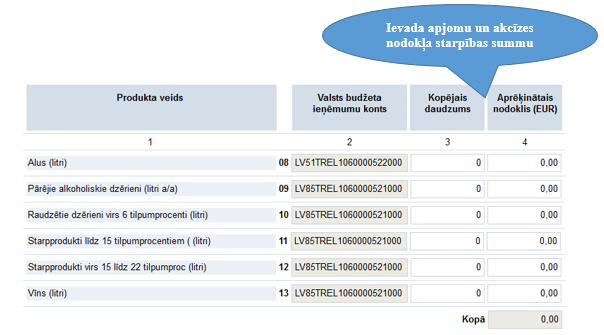 Ievada apjomu un akcīzes
nodokļa starpības summu
Produkta veids Valsts budžeta ieņēmumu konts Kopējais daudzums Aprēķinātais nodoklis (EUR)
1 2 3 4
Alus (litri) 08 LV51TREL1060000522000 0 0,00
Pārējie alkoholiskie dzērieni (litri a/a) 09 LV85TREL1060000521000 0 0,00
Raudzētie dzērieni virs 6 tilpumprocenti (litri) 10 LV85TREL1060000521000 0 0,00
Starpprodukti līdz 15 tilpumprocentiem ( (litri) 11 LV85TREL1060000521000 0 0,00
Starpprodukti virs 15 līdz 22 tilpumproc (litri) 12 LV85TREL1060000521000 0 0,00
Vīns (litri) 13 LV85TREL1060000521000 0 0,00
Kopā 0,00